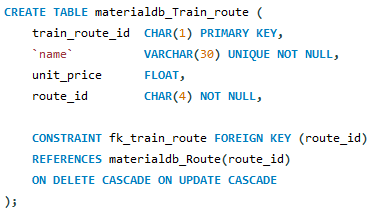 CREATE TABLE materialdb_Train_route (
    train_route_id  CHAR(1) PRIMARY KEY,
    `name`          VARCHAR(30) UNIQUE NOT NULL,
    unit_price      FLOAT,
    route_id        CHAR(4) NOT NULL,

    CONSTRAINT fk_train_route FOREIGN KEY (route_id)
    REFERENCES materialdb_Route(route_id)
    ON DELETE CASCADE ON UPDATE CASCADE
);